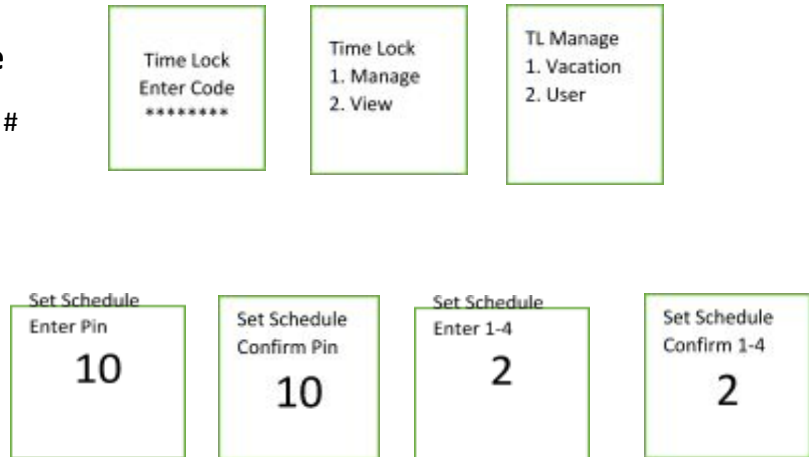 e
#
Time Lock
Enter Code
********
Time Lock
1. Manage
2. View
TL Manage
1. Vacation
2. User
Set Schedule
Enter Pin
10
Set Schedule
Confirm Pin
10
Set Schedule
Enter 1-4
2
Set Schedule
Confirm 1-4
2